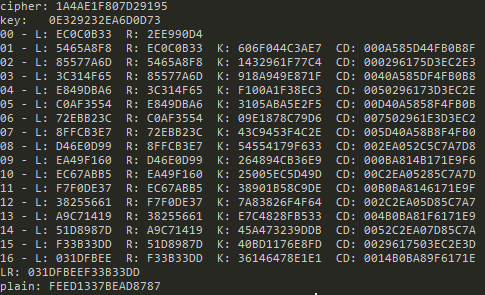 cipher: 1A4AE1F807D29195
key:   0E329232EA6D0D73
00 - L: EC0C0B33  R: 2EE990D4
01 - L: 5465A8F8  R: EC0C0B33  K: 606F044C3AE7  CD: 000A585D44FB0B8F
02 - L: 85577A6D  R: 5465A8F8  K: 1432961F77C4  CD: 000296175D3EC2E3
03 - L: 3C314F65  R: 85577A6D  K: 918A949E871F  CD: 0040A585DF4FB0B8
04 - L: E849DBA6  R: 3C314F65  K: F100A1F38EC3  CD: 0050296173D3EC2E
05 - L: C0AF3554  R: E849DBA6  K: 3105ABA5E2F5  CD: 00D40A5858F4FB0B
06 - L: 72EBB23C  R: C0AF3554  K: 09E1878C79D6  CD: 007502961E3D3EC2
07 - L: 8FFCB3E7  R: 72EBB23C  K: 43C9453F4C2E  CD: 005D40A58B8F4FB0
08 - L: D46E0D99  R: 8FFCB3E7  K: 54554179F633  CD: 002EA052C5C7A7D8
09 - L: EA49F160  R: D46E0D99  K: 264894CB36E9  CD: 000BA814B171E9F6
10 - L: EC67ABB5  R: EA49F160  K: 25005EC5D49D  CD: 00C2EA05285C7A7D
11 - L: F7F0DE37  R: EC67ABB5  K: 38901B58C9DE  CD: 00B0BA8146171E9F
12 - L: 38255661  R: F7F0DE37  K: 7A83826F4F64  CD: 002C2EA05D85C7A7
13 - L: A9C71419  R: 38255661  K: E7C4828FB533  CD: 004B0BA81F6171E9
14 - L: 51D8987D  R: A9C71419  K: 45A473239DDB  CD: 0052C2EA07D85C7A
15 - L: F33B33DD  R: 51D8987D  K: 40BD1176E8FD  CD: 0029617503EC2E3D
16 - L: 031DFBEE  R: F33B33DD  K: 36146478E1E1  CD: 0014B0BA89F6171E
LR: 031DFBEEF33B33DD
plain: FEED1337BEAD8787